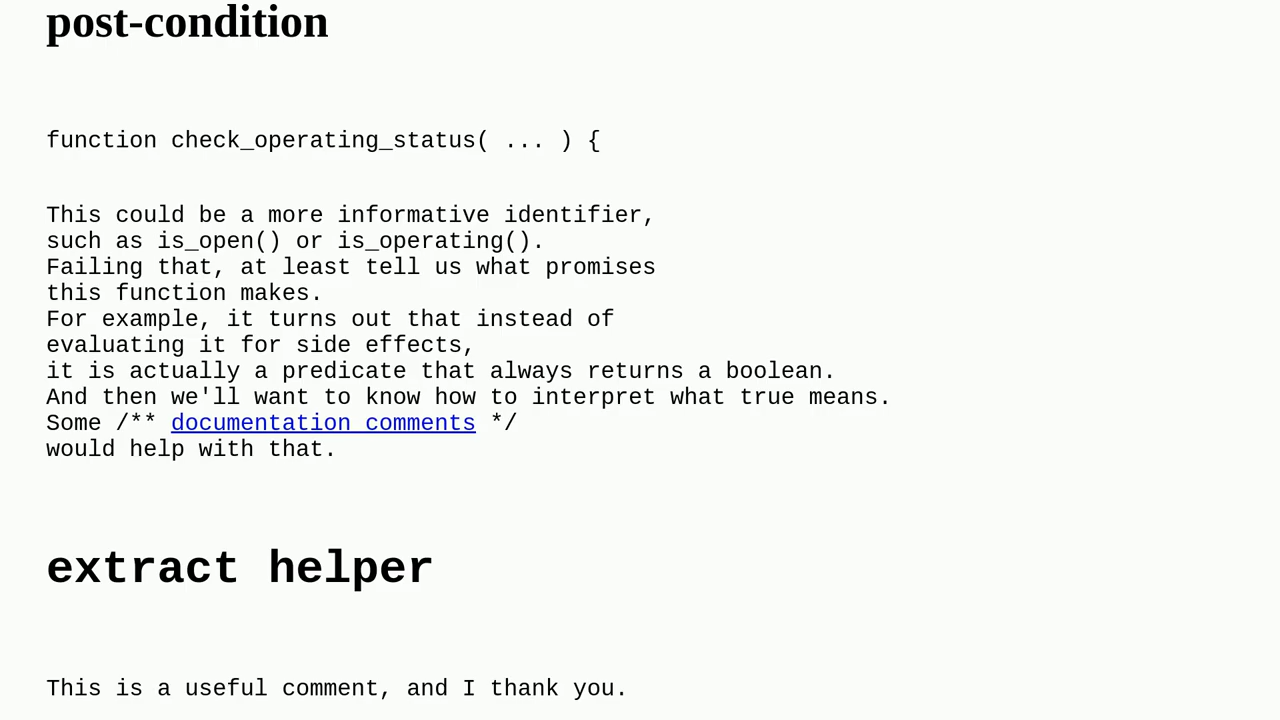 post-condition
function check_operating_status( ... ) {
This could be a more informative identifier,
such as is_open() or is_operating().
Failing that, at least tell us what promises
this function makes.
For example, it turns out that instead of
evaluating it for side effects,
it is actually a predicate that always returns a boolean.
And then we'll want to know how to interpret what true means.
Some /** documentation comments */
would help with that.
extract helper
This is a useful comment, and I thank you.